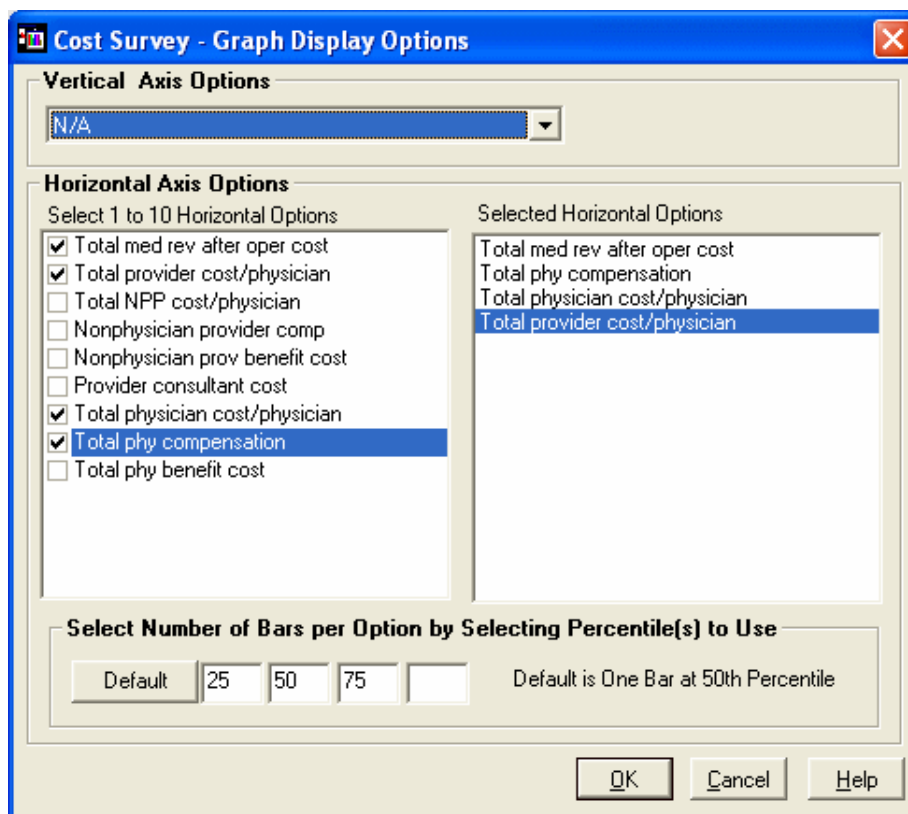 Cost Survey - Graph Display Options
Vertical Axis Options
N/A
Horizontal Axis Options
Select 1 to 10 Horizontal Options
Total med rev after oper cost
Total provider cost/physician
Total NPP cost/physician
Nonphysician provider comp
Nonphysician prov benefit cost
Provider consultant cost
Total physician cost/physician
Total phy compensation
Total phy benefit cost
Selected Horizontal Options
Total med rev after oper cost
Total phy compensation
Total physician cost/physician
Total provider cost/physician
Select Number of Bars per Option by Selecting Percentile(s) to Use
Default 25 50 75 Default is One Bar at 50th Percentile
OK Cancel Help